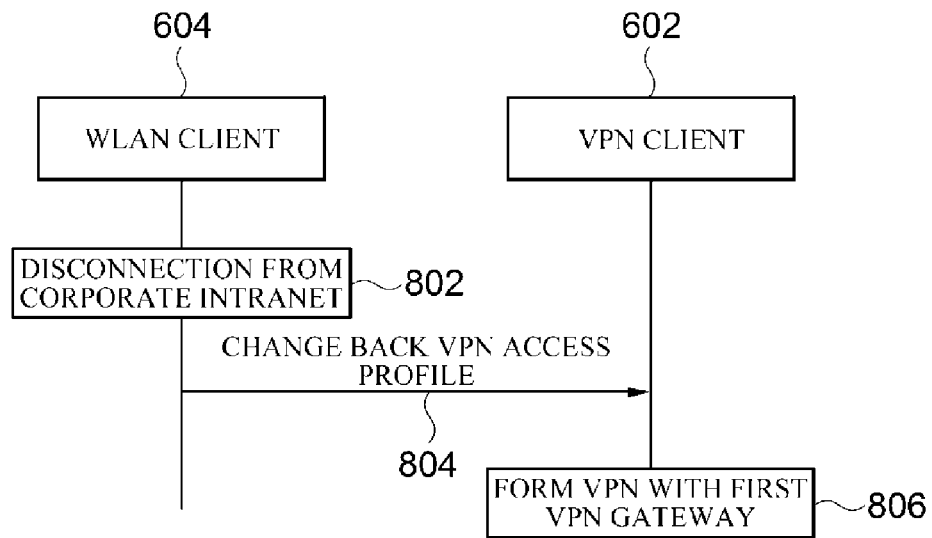 604
602
WLAN CLIENT
VPN CLIENT
DISCONNECTION FROM
CORPORATE INTRANET
802
CHANGE BACK VPN ACCESS
PROFILE
804
FORM VPN WITH FIRST
VPN GATEWAY
806